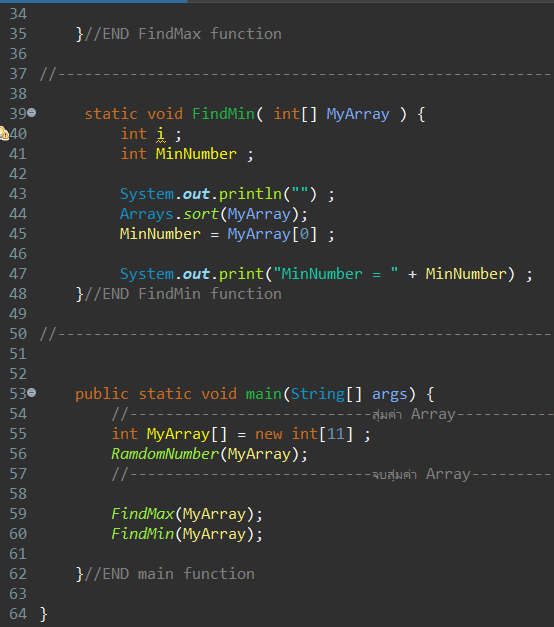 34
35 }//END FindMax function
36
37 //-------------------------------------------------------
38
39 static void FindMin( int[] MyArray ) {
40 int i ;
41 int MinNumber ;
42
43 System.out.println("") ;
44 Arrays.sort(MyArray);
45 MinNumber = MyArray[0] ;
46
47 System.out.print("MinNumber = " + MinNumber) ;
48 }//END FindMin function
49
50 //-------------------------------------------------------
51
52
53 public static void main(String[] args) {
54 //---------------------------สุ่มค่า Array-----------
55 int MyArray[] = new int[11] ;
56 RamdomNumber(MyArray);
57 //---------------------------จบสุ่มค่า Array---------
58
59 FindMax(MyArray);
60 FindMin(MyArray);
61
62 }//END main function
63
64 }